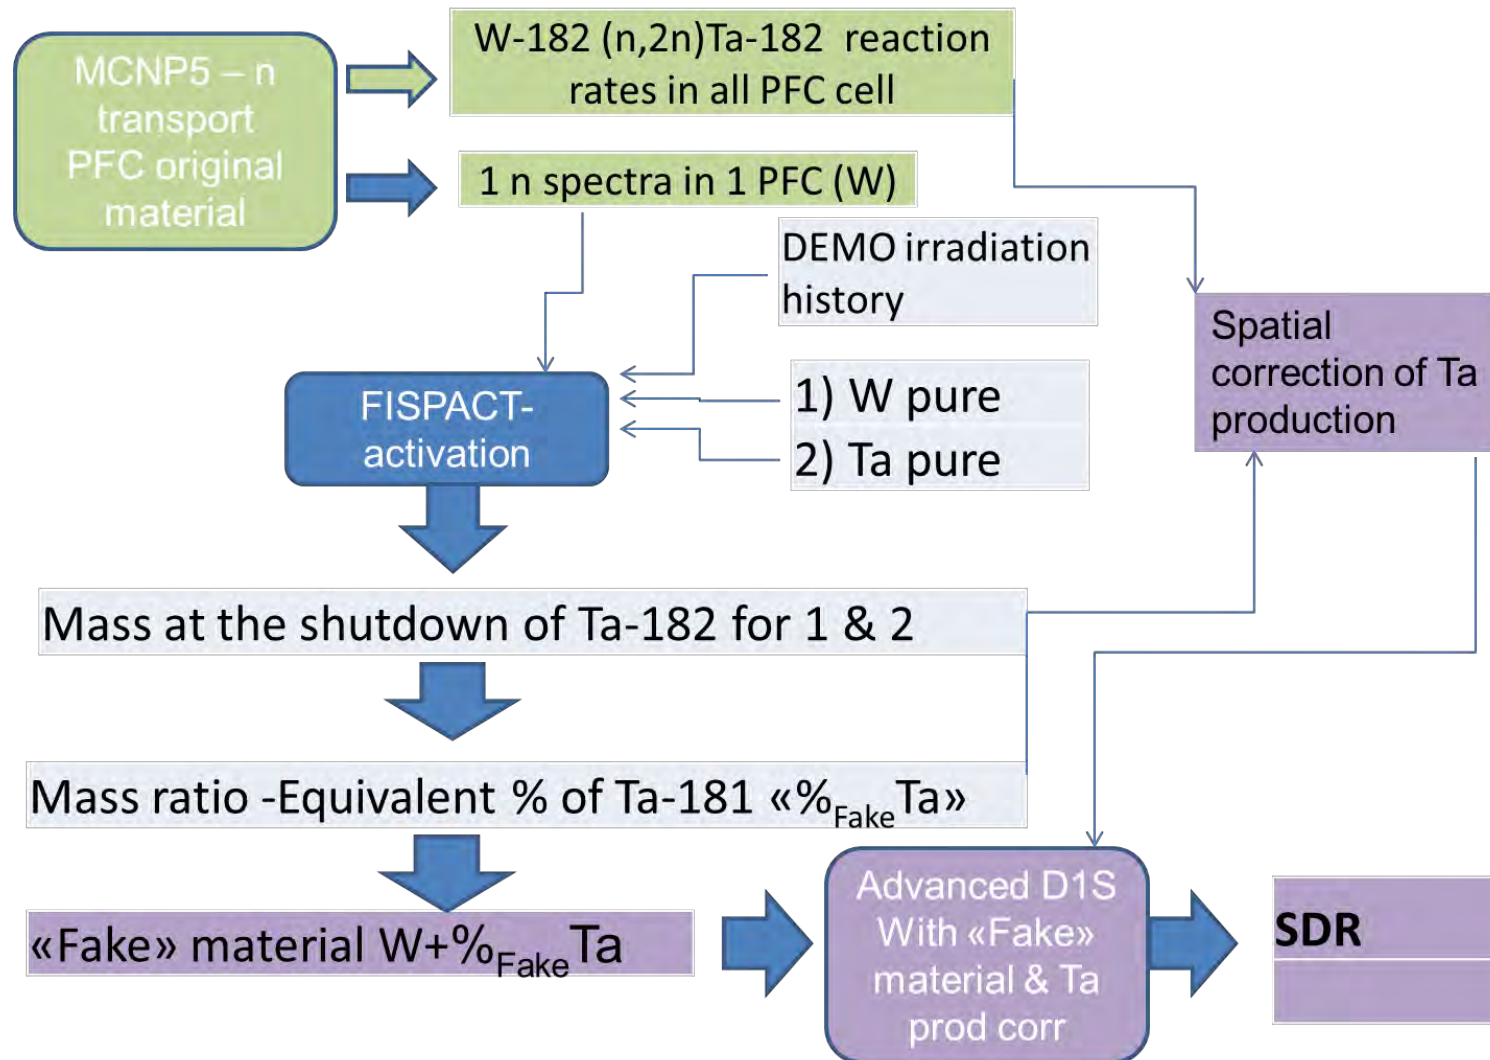 MCNP5 – n
transport
PFC original
material
W-182 (n,2n)Ta-182 reaction
rates in all PFC cell
1 n spectra in 1 PFC (W)
DEMO irradiation
history
Spatial
correction of Ta
production
FISPACT-
activation
1) W pure
2) Ta pure
Mass at the shutdown of Ta-182 for 1 & 2
Mass ratio -Equivalent % of Ta-181 «%FakeTa»
«Fake» material W+%FakeTa
Advanced D1S
With «Fake»
material & Ta
prod corr
SDR